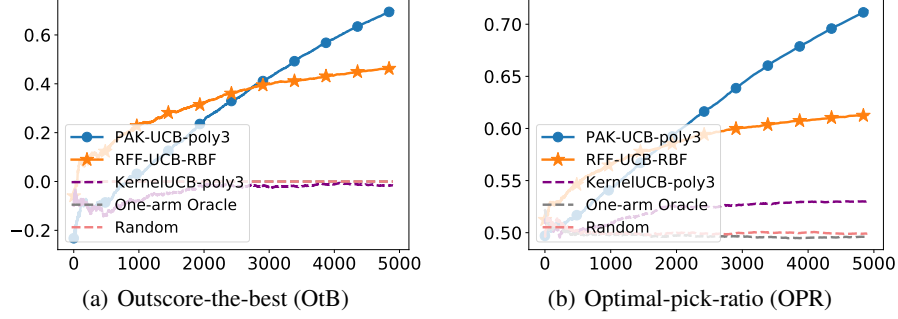 0.6
0.4
0.2
0.0
−0.2
PAK-UCB-poly3
RFF-UCB-RBF
KernelUCB-poly3
One-arm Oracle
Random
0 1000 2000 3000 4000 5000
(a) Outscore-the-best (OtB)
0.70
0.65
0.60
0.55
0.50
PAK-UCB-poly3
RFF-UCB-RBF
KernelUCB-poly3
One-arm Oracle
Random
0 1000 2000 3000 4000 5000
(b) Optimal-pick-ratio (OPR)